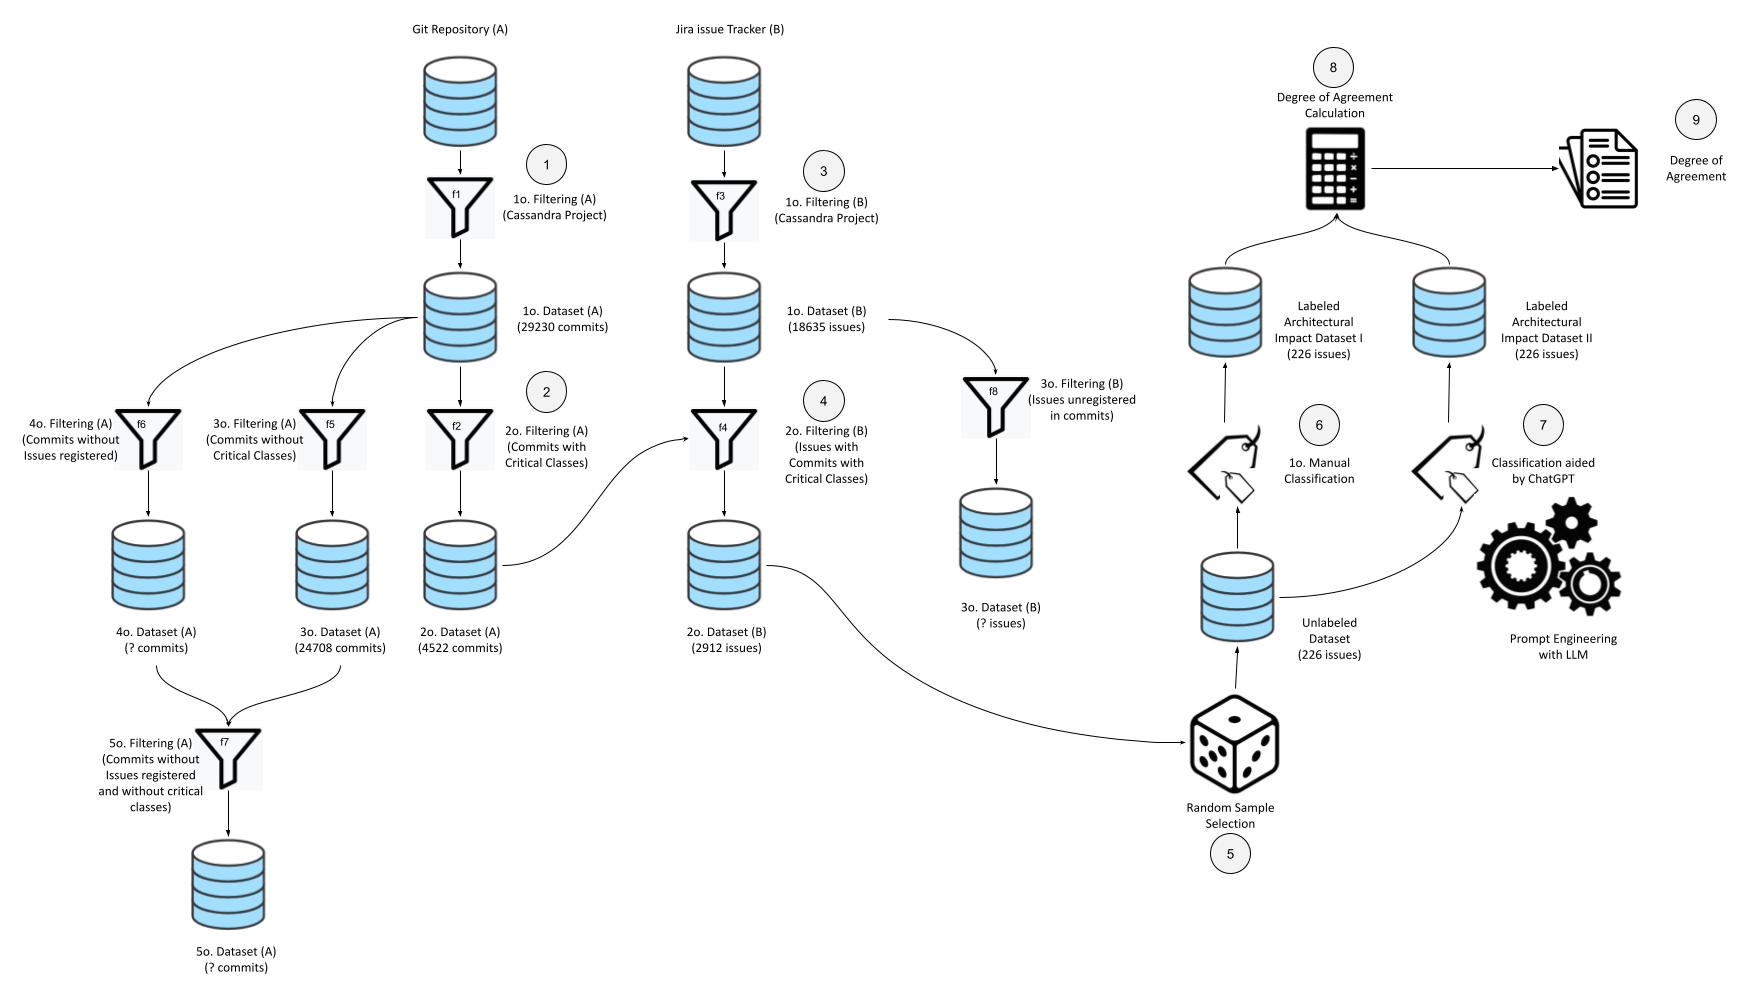 Git Repository (A)
Jira issue Tracker (B)
f1
1
1o. Filtering (A)
(Cassandra Project)
f3
3
1o. Filtering (B)
(Cassandra Project)
1o. Dataset (A)
(29230 commits)
1o. Dataset (B)
(18635 issues)
f6
4o. Filtering (A)
(Commits without
Issues registered)
f5
3o. Filtering (A)
(Commits without
Critical Classes)
f2
2
2o. Filtering (A)
(Commits with
Critical Classes)
f4
4
2o. Filtering (B)
(Issues with
Commits with
Critical Classes)
f8
3o. Filtering (B)
(Issues unregistered
in commits)
4o. Dataset (A)
(? commits)
3o. Dataset (A)
(24708 commits)
2o. Dataset (A)
(4522 commits)
2o. Dataset (B)
(2912 issues)
3o. Dataset (B)
(? issues)
f7
5o. Filtering (A)
(Commits without
Issues registered
and without critical
classes)
5o. Dataset (A)
(? commits)
Random Sample
Selection
5
Unlabeled
Dataset
(226 issues)
6
1o. Manual
Classification
7
Classification aided
by ChatGPT
Prompt Engineering
with LLM
Labeled
Architectural
Impact Dataset I
(226 issues)
Labeled
Architectural
Impact Dataset II
(226 issues)
8
Degree of Agreement
Calculation
9
Degree of
Agreement